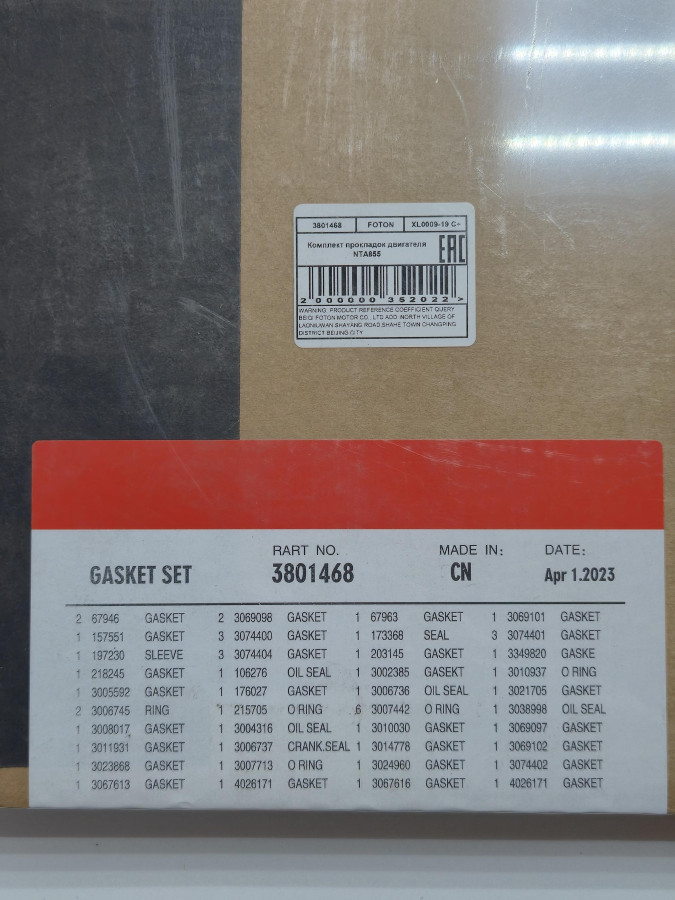 3801468 FOTON XL0009-19 C+
Комплект прокладок двигателя
NTA855
EAC
2 000000 352022 >
WARNING: PRODUCT REFERENCE COEFFICIENT QUERY
BEIQI FOTON MOTOR CO., LTD ADD: NORTH VILLAGE OF
LAONIUWAN SHAYANG ROAD,SHAHE TOWN CHANGPING
DISTRICT BEIJING CITY
RART NO. MADE IN: DATE:
GASKET SET 3801468 CN Apr 1.2023
2 67946 GASKET 2 3069098 GASKET 1 67963 GASKET 1 3069101 GASKET
1 157551 GASKET 3 3074400 GASKET 1 173368 SEAL 3 3074401 GASKET
1 197230 SLEEVE 3 3074404 GASKET 1 203145 GASKET 1 3349820 GASKE
1 218245 GASKET 1 106276 OIL SEAL 1 3002385 GASEKT 1 3010937 O RING
1 3005592 GASKET 1 176027 GASKET 1 3006736 OIL SEAL 1 3021705 GASKET
2 3006745 RING 1 215705 O RING 6 3007442 O RING 1 3038998 OIL SEAL
1 3008017 GASKET 1 3004316 OIL SEAL 1 3010030 GASKET 1 3069097 GASKET
1 3011931 GASKET 1 3006737 CRANK.SEAL 1 3014778 GASKET 1 3069102 GASKET
1 3023868 GASKET 1 3007713 O RING 1 3024960 GASKET 1 3074402 GASKET
1 3067613 GASKET 1 4026171 GASKET 1 3067616 GASKET 1 4026171 GASKET